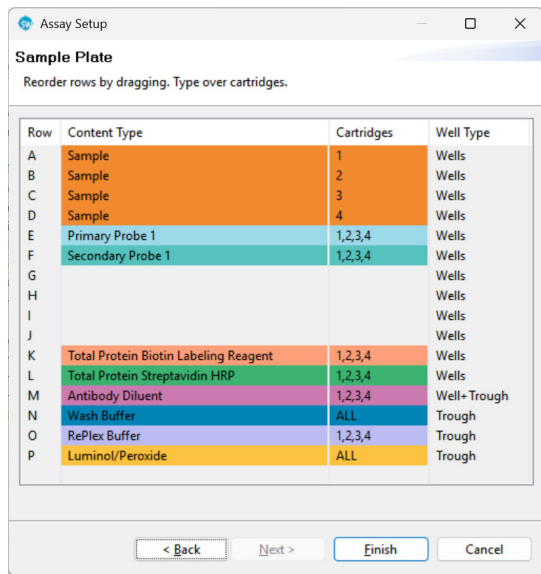 Assay Setup
Sample Plate
Reorder rows by dragging. Type over cartridges.
Row Content Type Cartridges Well Type
A Sample 1 Wells
B Sample 2 Wells
C Sample 3 Wells
D Sample 4 Wells
E Primary Probe 1 1,2,3,4 Wells
F Secondary Probe 1 1,2,3,4 Wells
G Wells
H Wells
I Wells
J Wells
K Total Protein Biotin Labeling Reagent 1,2,3,4 Wells
L Total Protein Streptavidin HRP 1,2,3,4 Wells
M Antibody Diluent 1,2,3,4 Well+Trough
N Wash Buffer ALL Trough
O RePlex Buffer 1,2,3,4 Trough
P Luminol/Peroxide ALL Trough
< Back Next > Finish Cancel